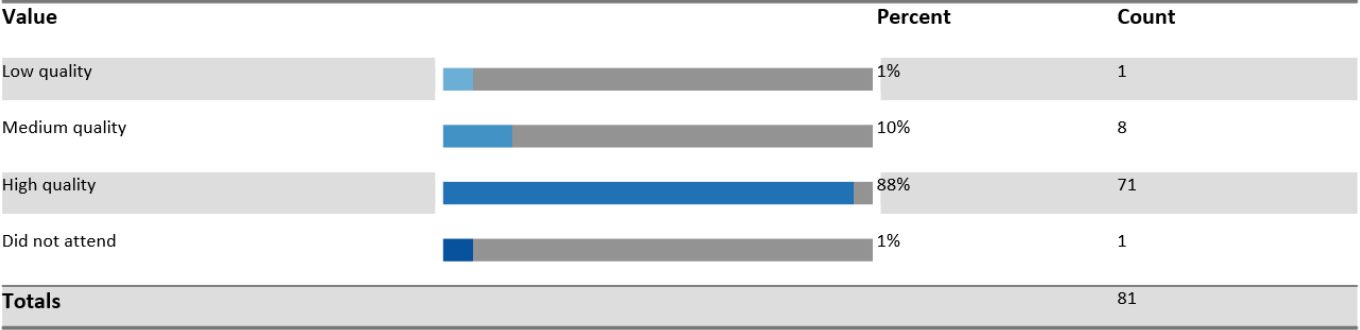 Value Percent Count
Low quality 1% 1
Medium quality 10% 8
High quality 88% 71
Did not attend 1% 1
Totals 81